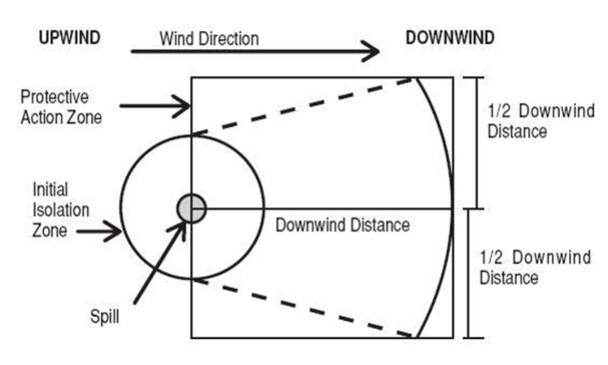 UPWIND
Wind Direction
DOWNWIND
Protective
Action Zone
1/2 Downwind
Distance
Initial
Isolation
Zone
Downwind Distance
1/2 Downwind
Distance
Spill